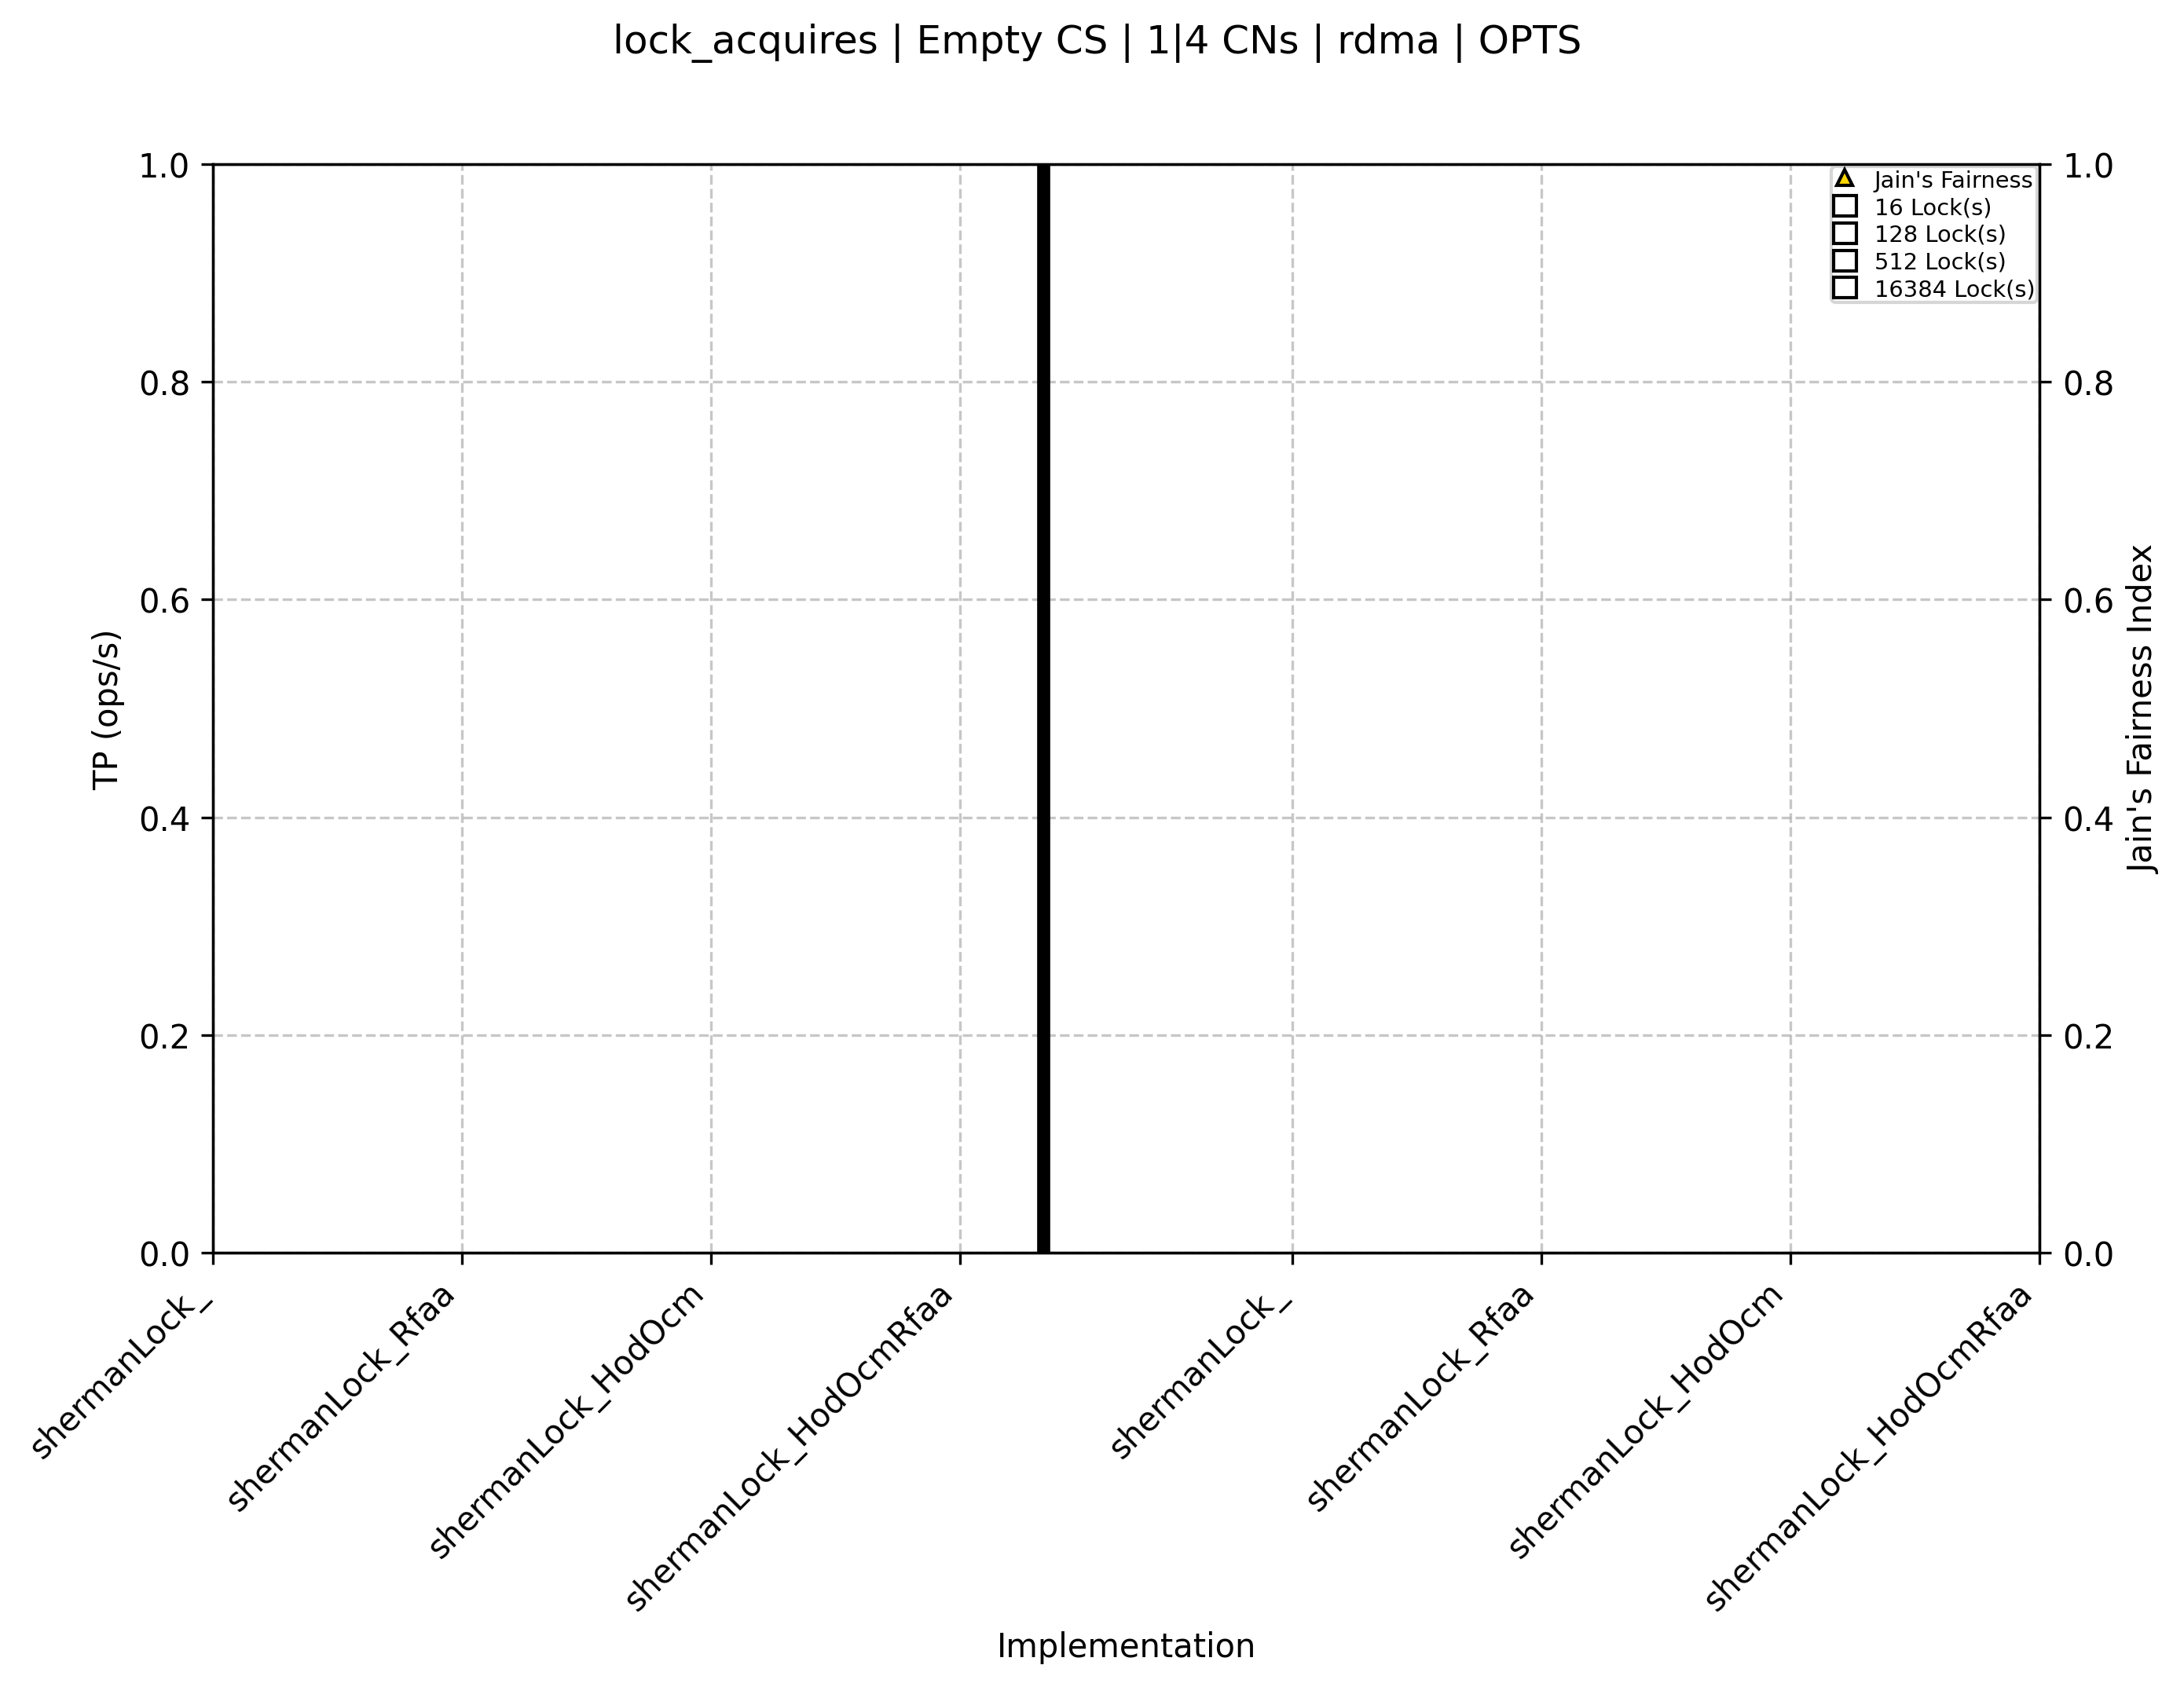 lock_acquires | Empty CS | 1|4 CNs | rdma | OPTS
Jain's Fairness
16 Lock(s)
128 Lock(s)
512 Lock(s)
16384 Lock(s)
TP (ops/s)
1.0
0.8
0.6
0.4
0.2
0.0
1.0
0.8
0.6
0.4
0.2
0.0
Jain's Fairness Index
shermanLock_
shermanLock_Rfaa
shermanLock_HodOcm
shermanLock_HodOcmRfaa
shermanLock_
shermanLock_Rfaa
shermanLock_HodOcm
shermanLock_HodOcmRfaa
Implementation